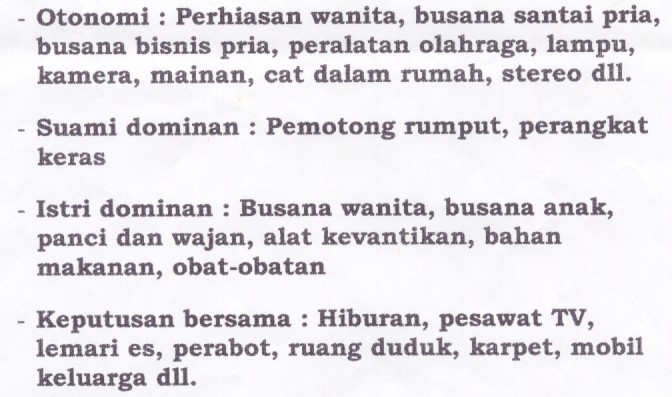 - Otonomi : Perhiasan wanita, busana santai pria,
busana bisnis pria, peralatan olahraga, lampu,
kamera, mainan, cat dalam rumah, stereo dll.
- Suami dominan : Pemotong rumput, perangkat
keras
- Istri dominan : Busana wanita, busana anak,
panci dan wajan, alat kevantikan, bahan
makanan, obat-obatan
- Keputusan bersama : Hiburan, pesawat TV,
lemari es, perabot, ruang duduk, karpet, mobil
keluarga dll.